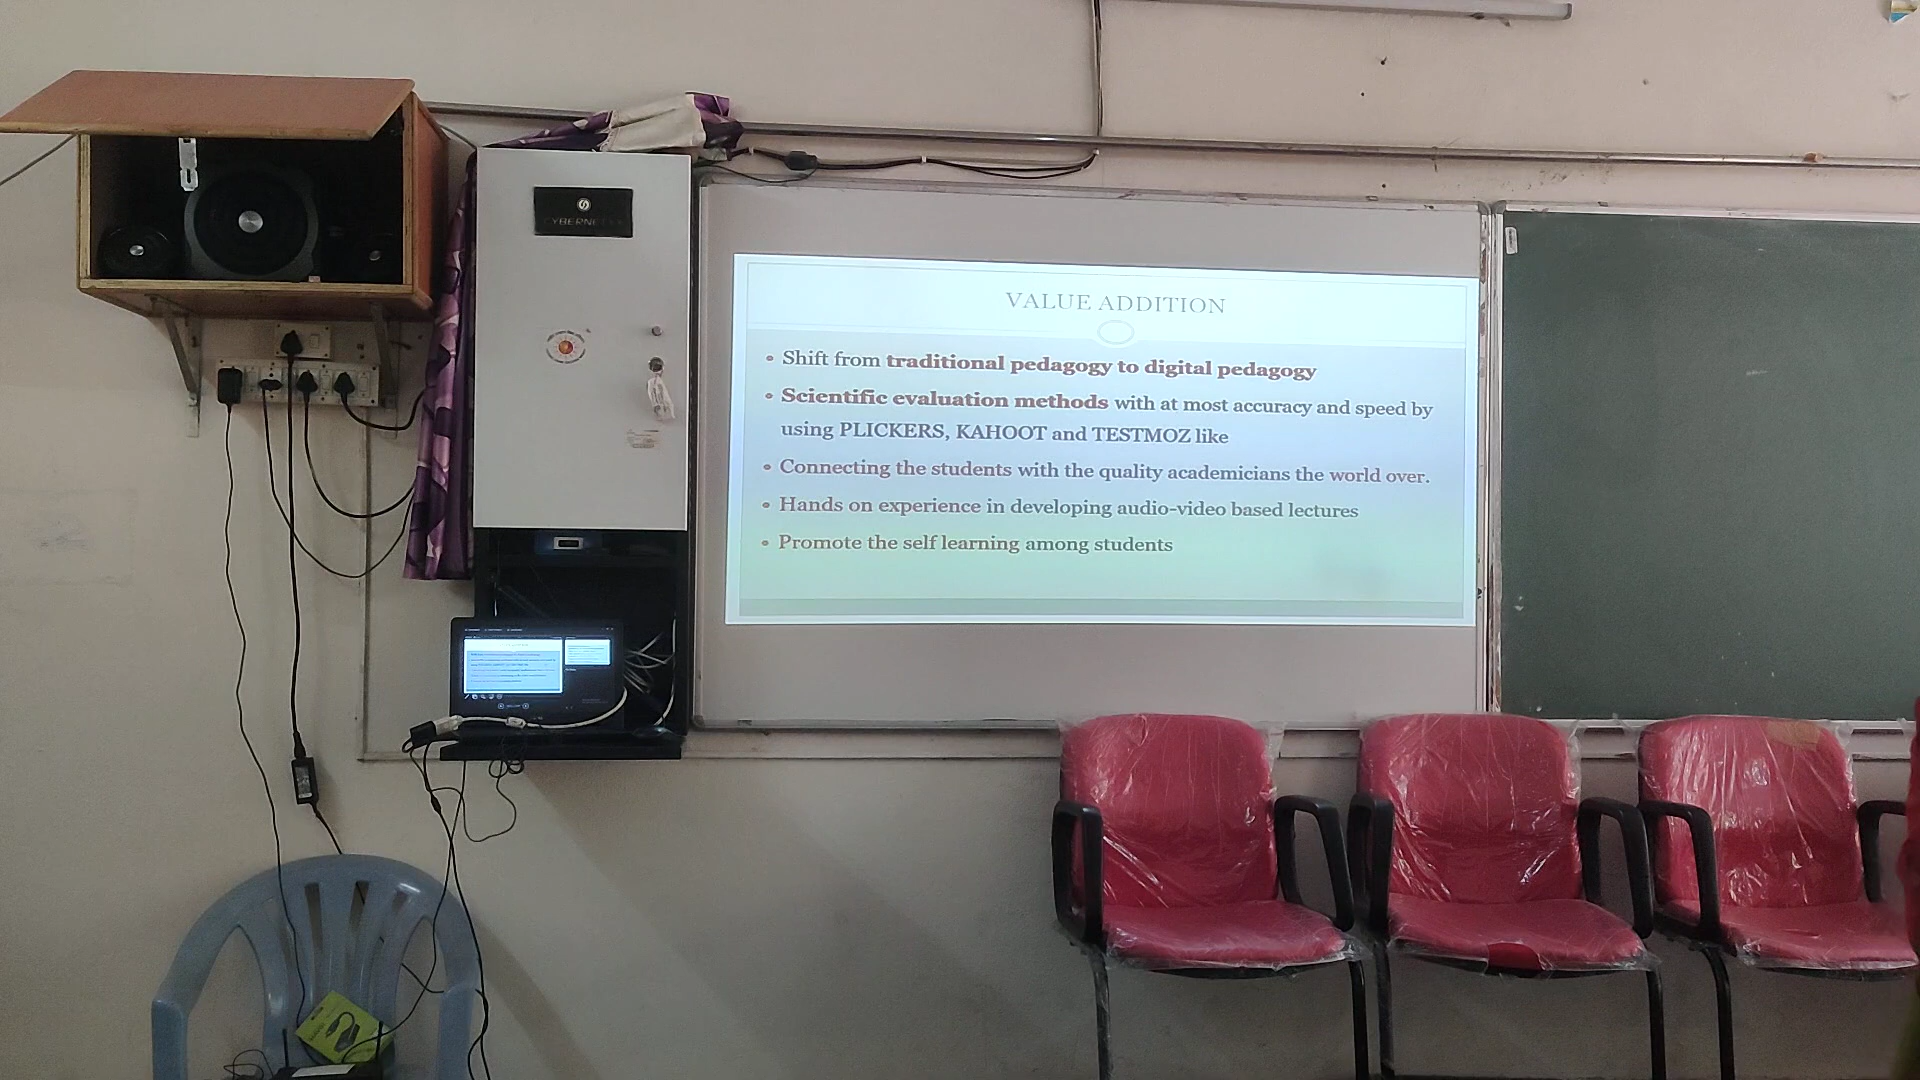 VALUE ADDITION
• Shift from traditional pedagogy to digital pedagogy
• Scientific evaluation methods with at most accuracy and speed by
using PLICKERS, KAHOOT and TESTMOZ like
• Connecting the students with the quality academicians the world over.
• Hands on experience in developing audio-video based lectures
• Promote the self learning among students